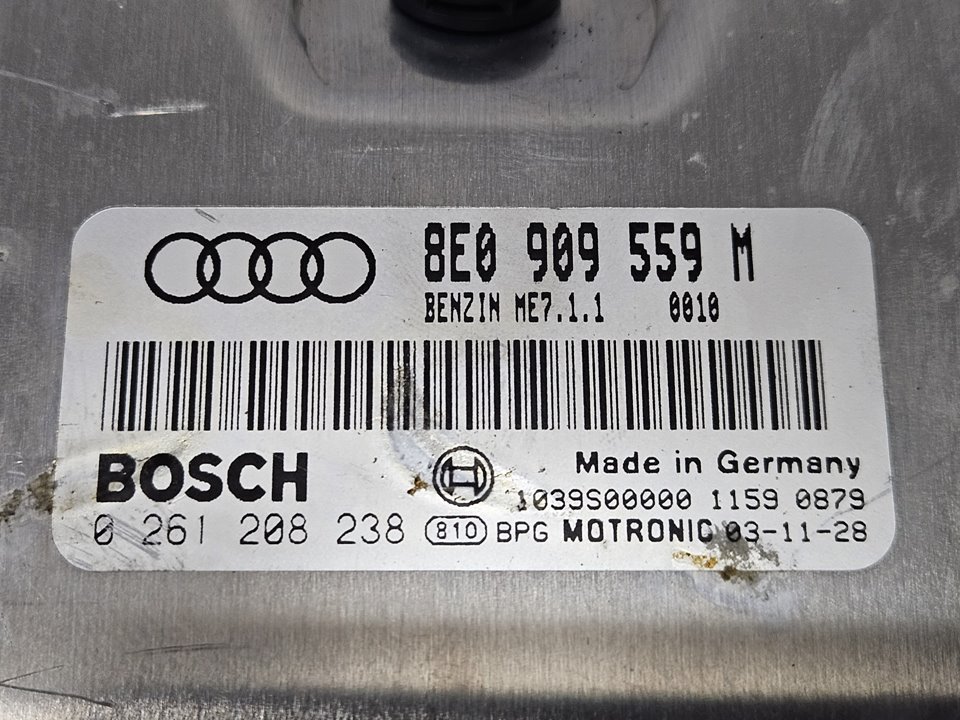 8E0 909 559 M
BENZIN ME7.1.1 0010
BOSCH
Made in Germany
1039S00000 1159 0879
0 261 208 238 810 BPG MOTRONIC 03-11-28